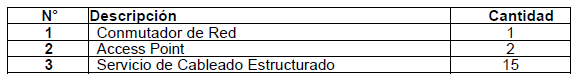 N° Descripción Cantidad
1 Conmutador de Red 1
2 Access Point 2
3 Servicio de Cableado Estructurado 15